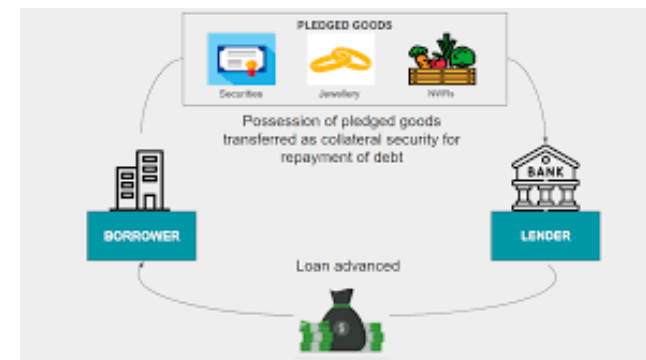 PLEDGED GOODS
Securities
Jewellery
NWRs
Possession of pledged goods
transferred as collateral security for
repayment of debt
BANK
BORROWER
LENDER
Loan advanced
$